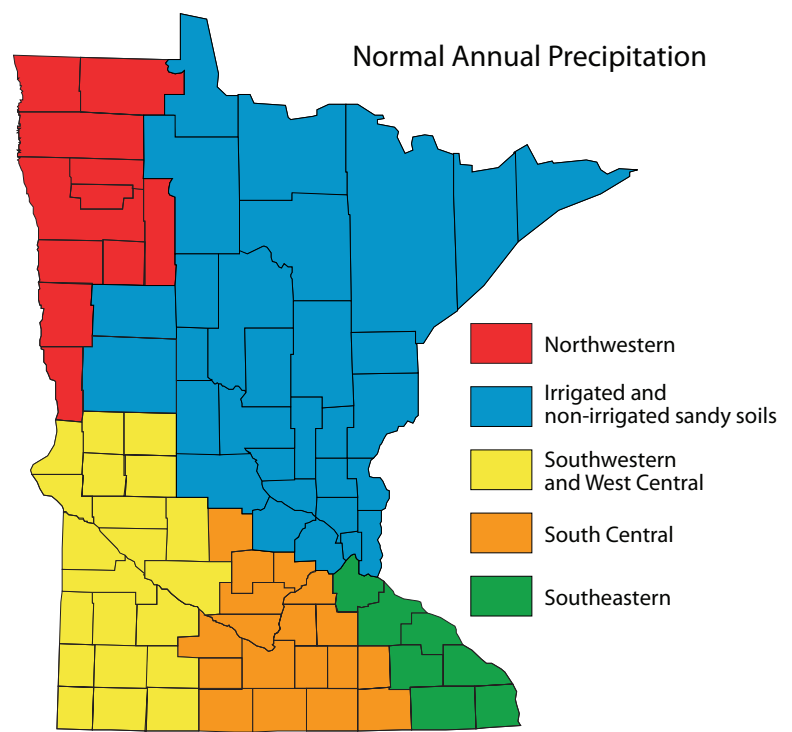 Normal Annual Precipitation
Northwestern
Irrigated and
non-irrigated sandy soils
Southwestern
and West Central
South Central
Southeastern